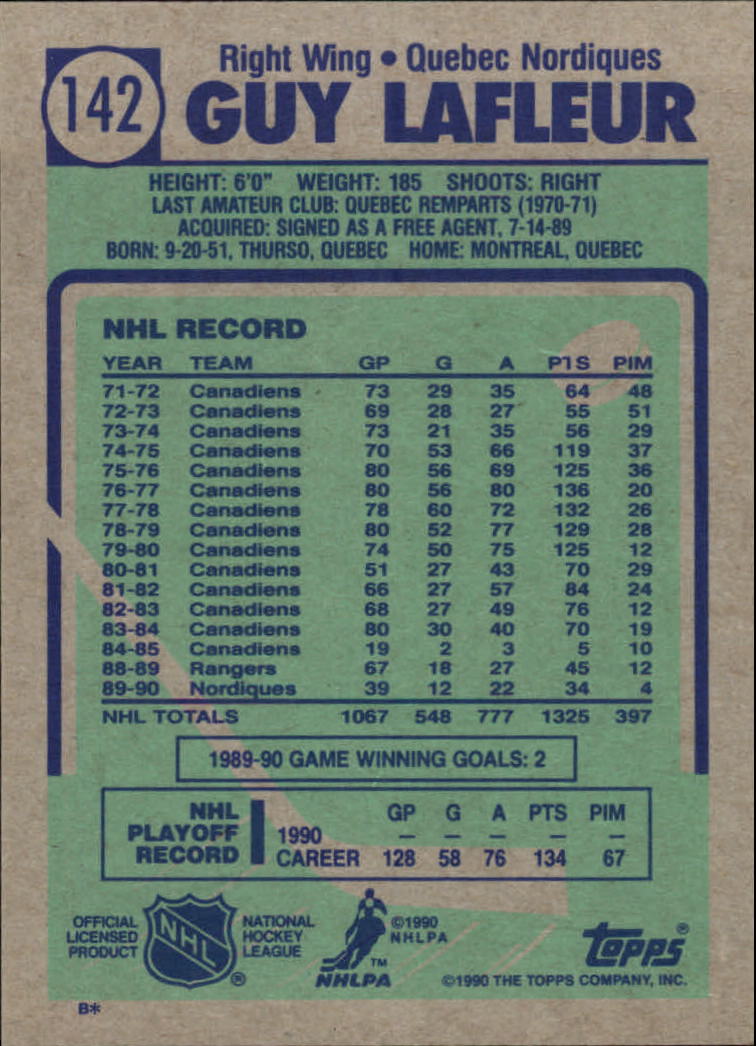 142
Right Wing • Quebec Nordiques
GUY LAFLEUR
HEIGHT: 6'0" WEIGHT: 185 SHOOTS: RIGHT
LAST AMATEUR CLUB: QUEBEC REMPARTS (1970-71)
ACQUIRED: SIGNED AS A FREE AGENT, 7-14-89
BORN: 9-20-51, THURSO, QUEBEC HOME: MONTREAL, QUEBEC
NHL RECORD
YEAR TEAM GP G A P1S PIM
71-72 Canadiens 73 29 35 64 48
72-73 Canadiens 69 28 27 55 51
73-74 Canadiens 73 21 35 56 29
74-75 Canadiens 70 53 66 119 37
75-76 Canadiens 80 56 69 125 36
76-77 Canadiens 80 56 80 136 20
77-78 Canadiens 78 60 72 132 26
78-79 Canadiens 80 52 77 129 28
79-80 Canadiens 74 50 75 125 12
80-81 Canadiens 51 27 43 70 29
81-82 Canadiens 66 27 57 84 24
82-83 Canadiens 68 27 49 76 12
83-84 Canadiens 80 30 40 70 19
84-85 Canadiens 19 2 3 5 10
88-89 Rangers 67 18 27 45 12
89-90 Nordiques 39 12 22 34 4
NHL TOTALS 1067 548 777 1325 397
1989-90 GAME WINNING GOALS: 2
NHL PLAYOFF RECORD
GP G A PTS PIM
1990 – – – – –
CAREER 128 58 76 134 67
OFFICIAL
LICENSED
PRODUCT
NHL
®
NATIONAL
HOCKEY
LEAGUE
TM
NHLPA
©1990
NHLPA
topps®
©1990 THE TOPPS COMPANY, INC.
B*